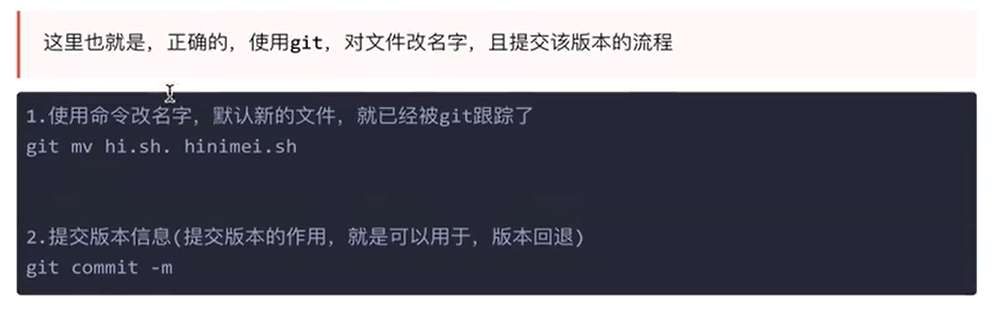 这里也就是，正确的，使用git，对文件改名字，且提交该版本的流程
1.使用命令改名字，默认新的文件，就已经被git跟踪了
git mv hi.sh. hinimei.sh
2.提交版本信息(提交版本的作用，就是可以用于，版本回退)
git commit -m